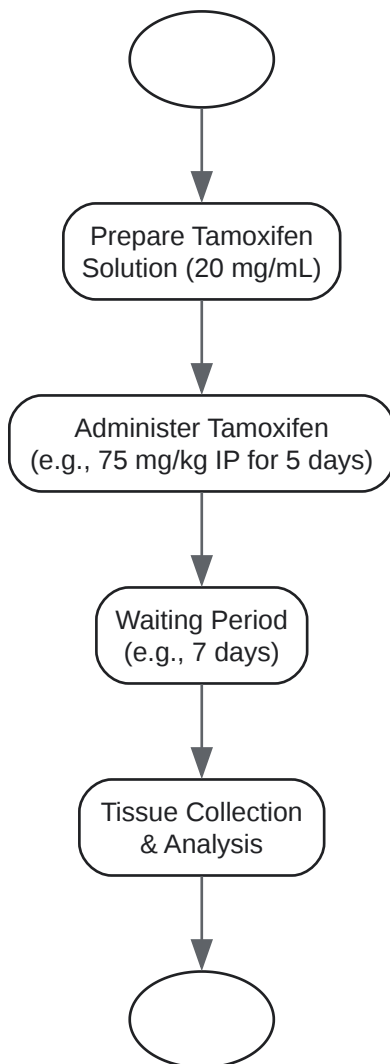 Prepare Tamoxifen
Solution (20 mg/mL)
Administer Tamoxifen
(e.g., 75 mg/kg IP for 5 days)
Waiting Period
(e.g., 7 days)
Tissue Collection
& Analysis